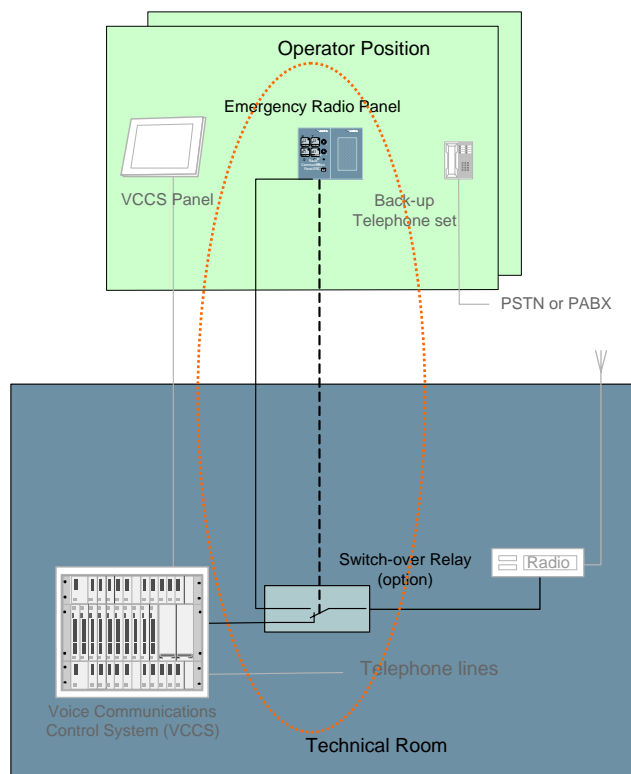 Operator Position
Emergency Radio Panel
VCCS Panel
Back-up
Telephone set
PSTN or PABX
Switch-over Relay
(option)
Radio
Telephone lines
Voice Communications
Control System (VCCS)
Technical Room